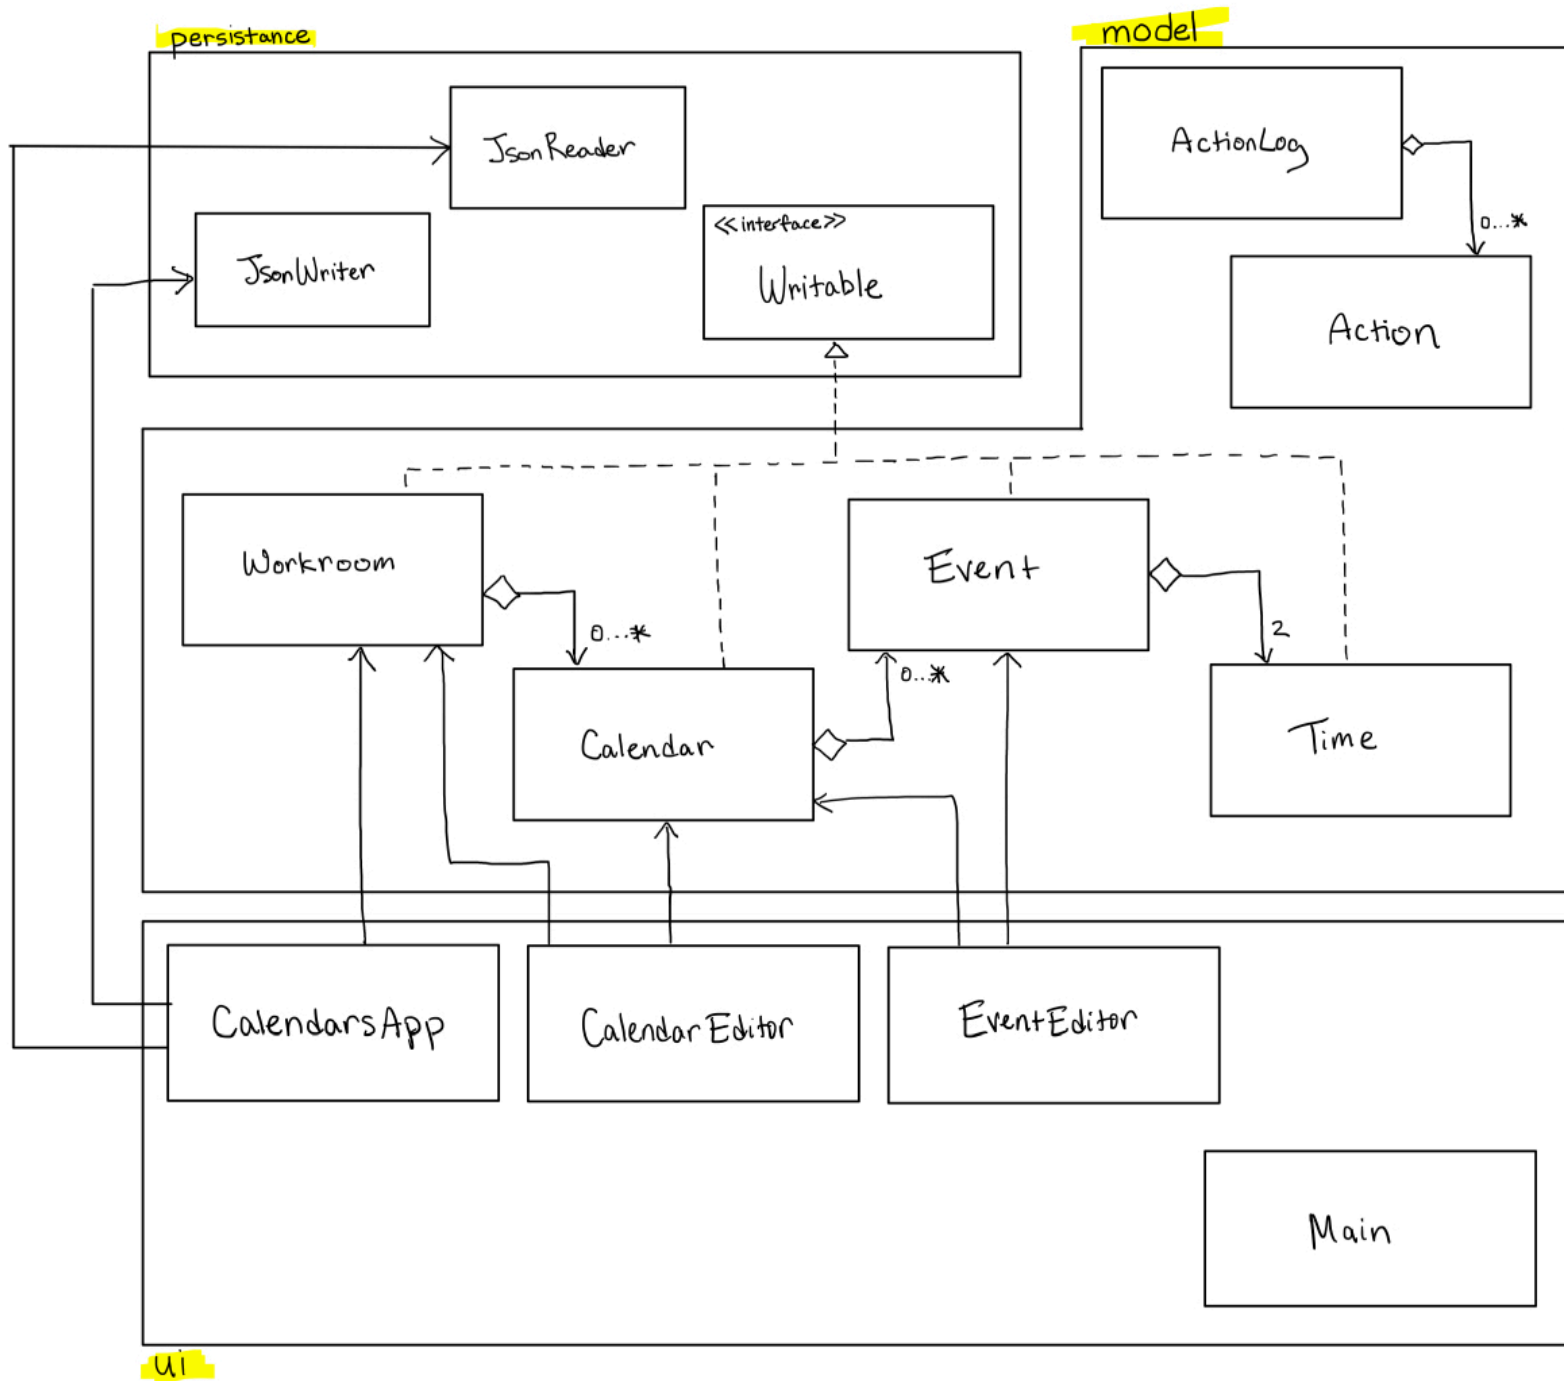 persistance
model
JsonReader
ActionLog
<<interface>>
Writable
0...*
JsonWriter
Action
Workroom
Event
0...*
2
0...*
Calendar
Time
CalendarsApp
CalendarEditor
EventEditor
Main
ui